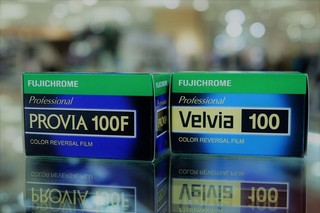 FUJICHROME
Professional
PROVIA 100F
COLOR REVERSAL FILM
FUJICHROME
Professional
Velvia 100
COLOR REVERSAL FILM